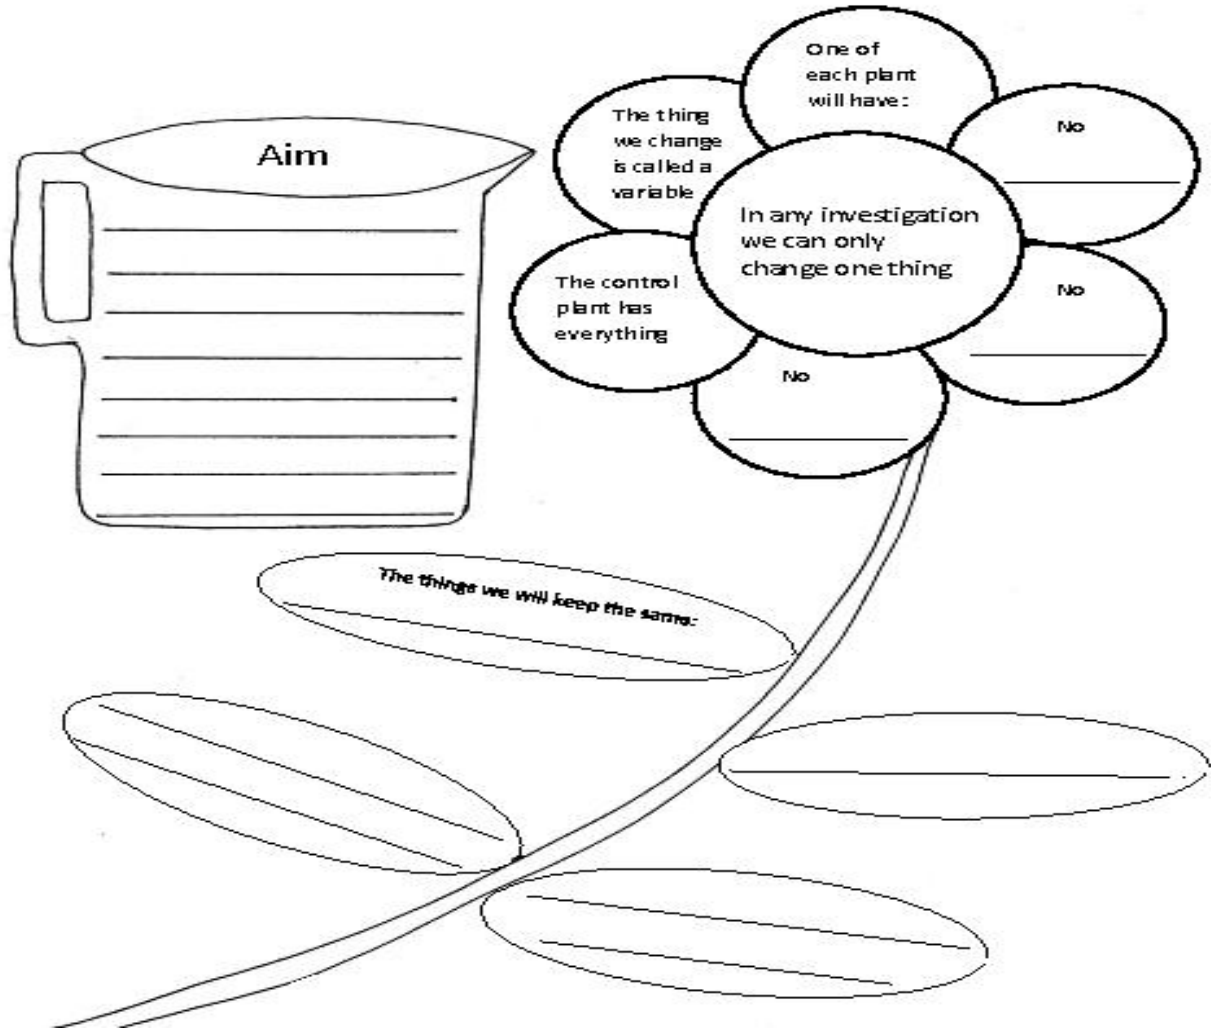 Aim
One of
each plant
will have:
The thing
we change
is called a
variable
No
In any investigation
we can only
change one thing
The control
plant has
everything
No
No
The things we will keep the same: